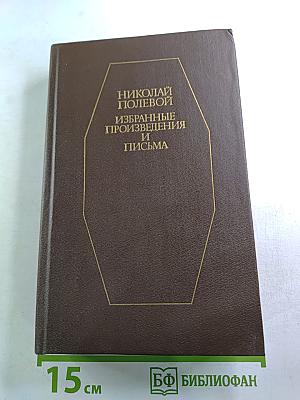 НИКОЛАЙ
ПОЛЕВОЙ
ИЗБРАННЫЕ
ПРОИЗВЕДЕНИЯ
И
ПИСЬМА
15 см
БФ БИБЛИОФАН